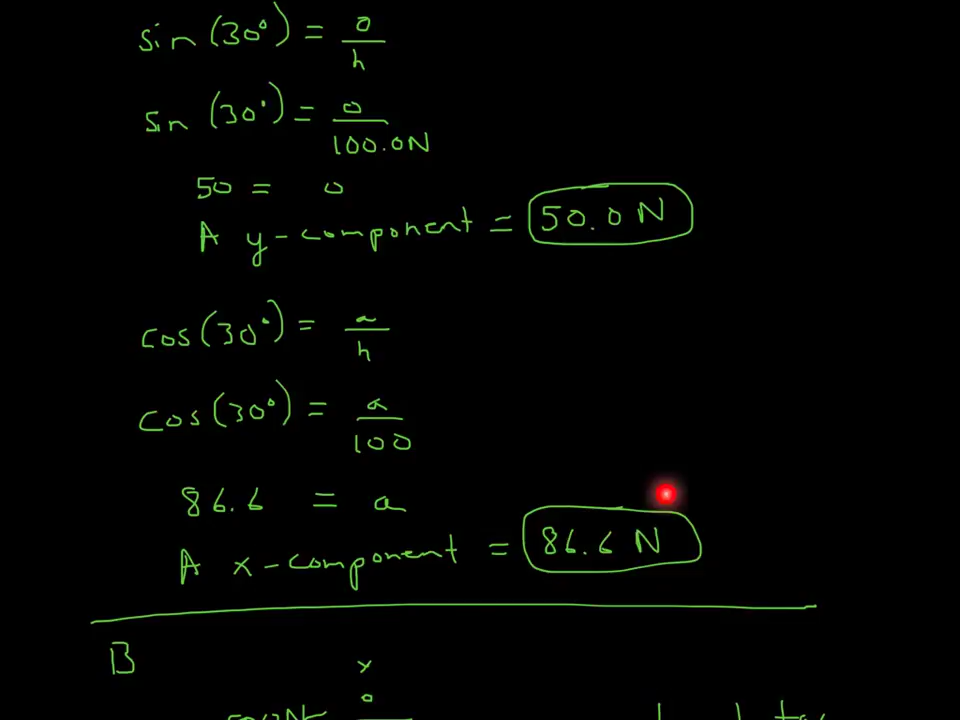 sin (30°) = o/h
sin (30°) = o/100.0N
50 = o
A y-component = 50.0 N
cos(30°) = a/h
cos(30°) = a/100
86.6 = a
A x-component = 86.6 N
B